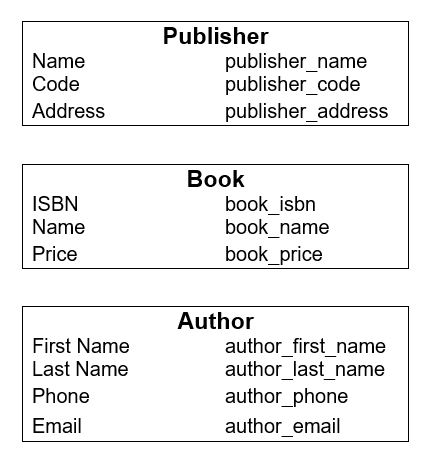 Publisher
Name publisher_name
Code publisher_code
Address publisher_address
Book
ISBN book_isbn
Name book_name
Price book_price
Author
First Name author_first_name
Last Name author_last_name
Phone author_phone
Email author_email